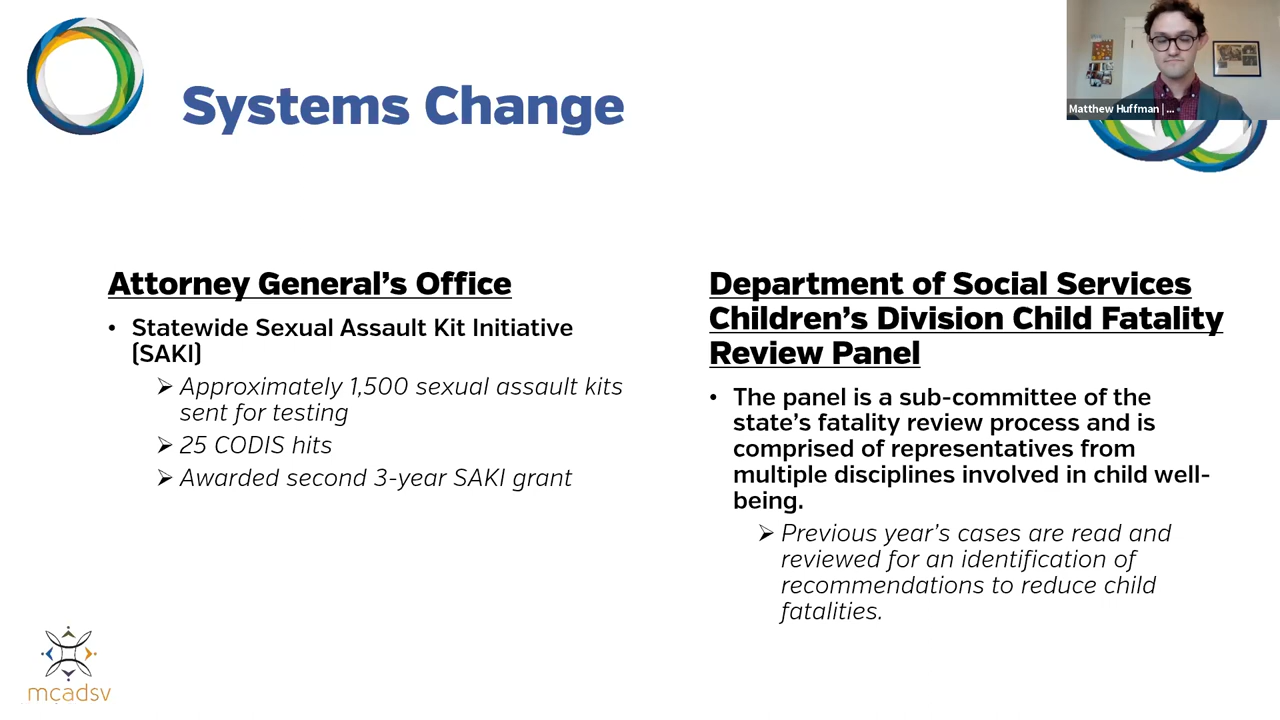 Systems Change
Matthew Huffman | ...
Attorney General’s Office
• Statewide Sexual Assault Kit Initiative
(SAKI)
➢ Approximately 1,500 sexual assault kits
sent for testing
➢ 25 CODIS hits
➢ Awarded second 3-year SAKI grant
Department of Social Services
Children’s Division Child Fatality
Review Panel
• The panel is a sub-committee of the
state’s fatality review process and is
comprised of representatives from
multiple disciplines involved in child well-
being.
➢ Previous year’s cases are read and
reviewed for an identification of
recommendations to reduce child
fatalities.
mcadsv